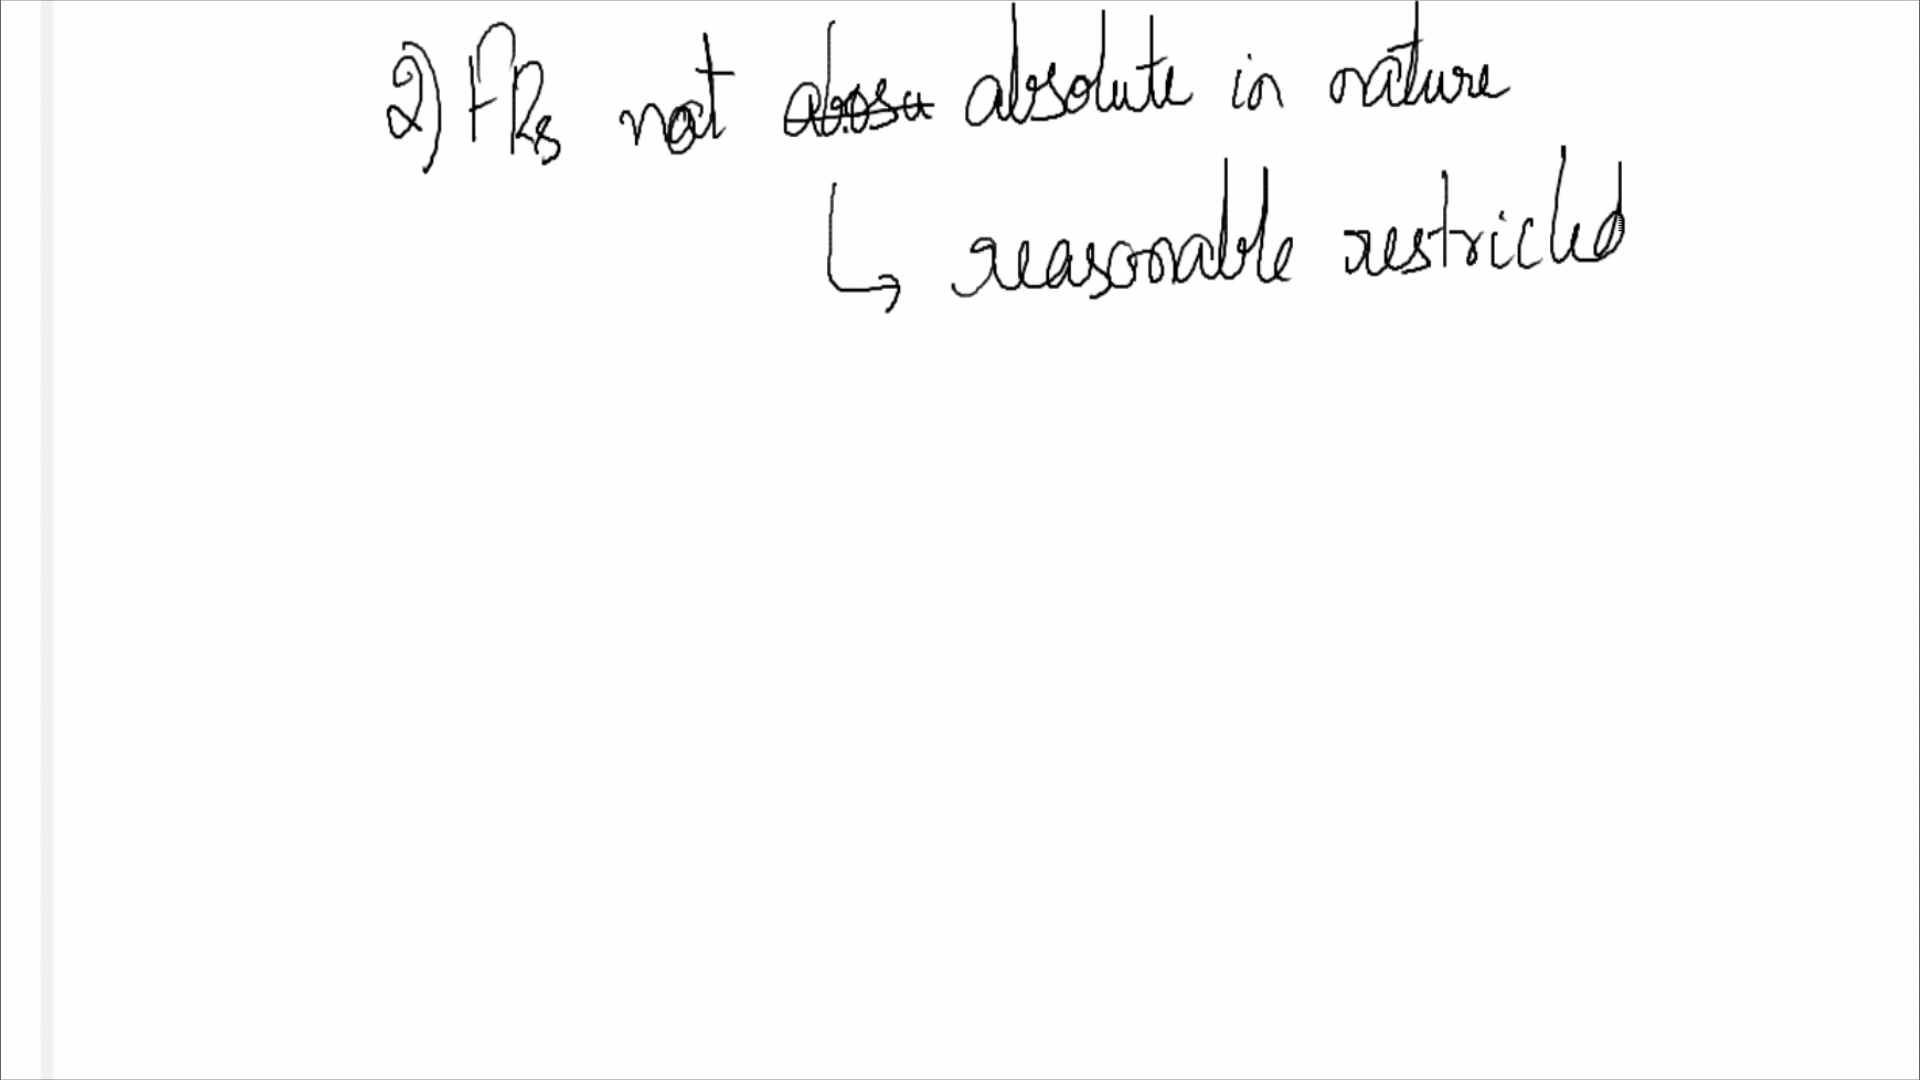 2) FRs not absolute in nature
↳ reasonable restricted